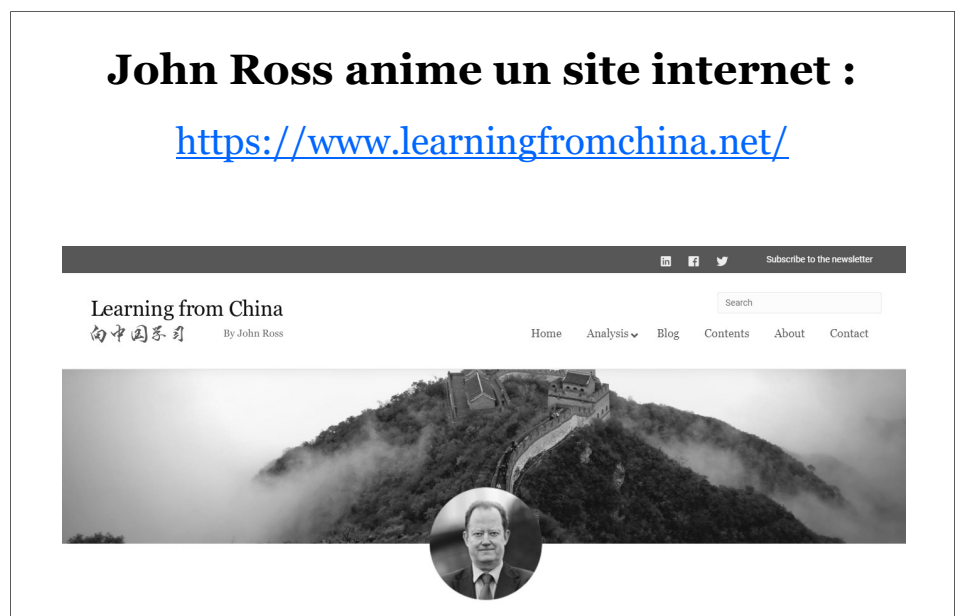 John Ross anime un site internet :
https://www.learningfromchina.net/
Subscribe to the newsletter
Search
Learning from China
向中国学习
By John Ross
Home Analysis Blog Contents About Contact